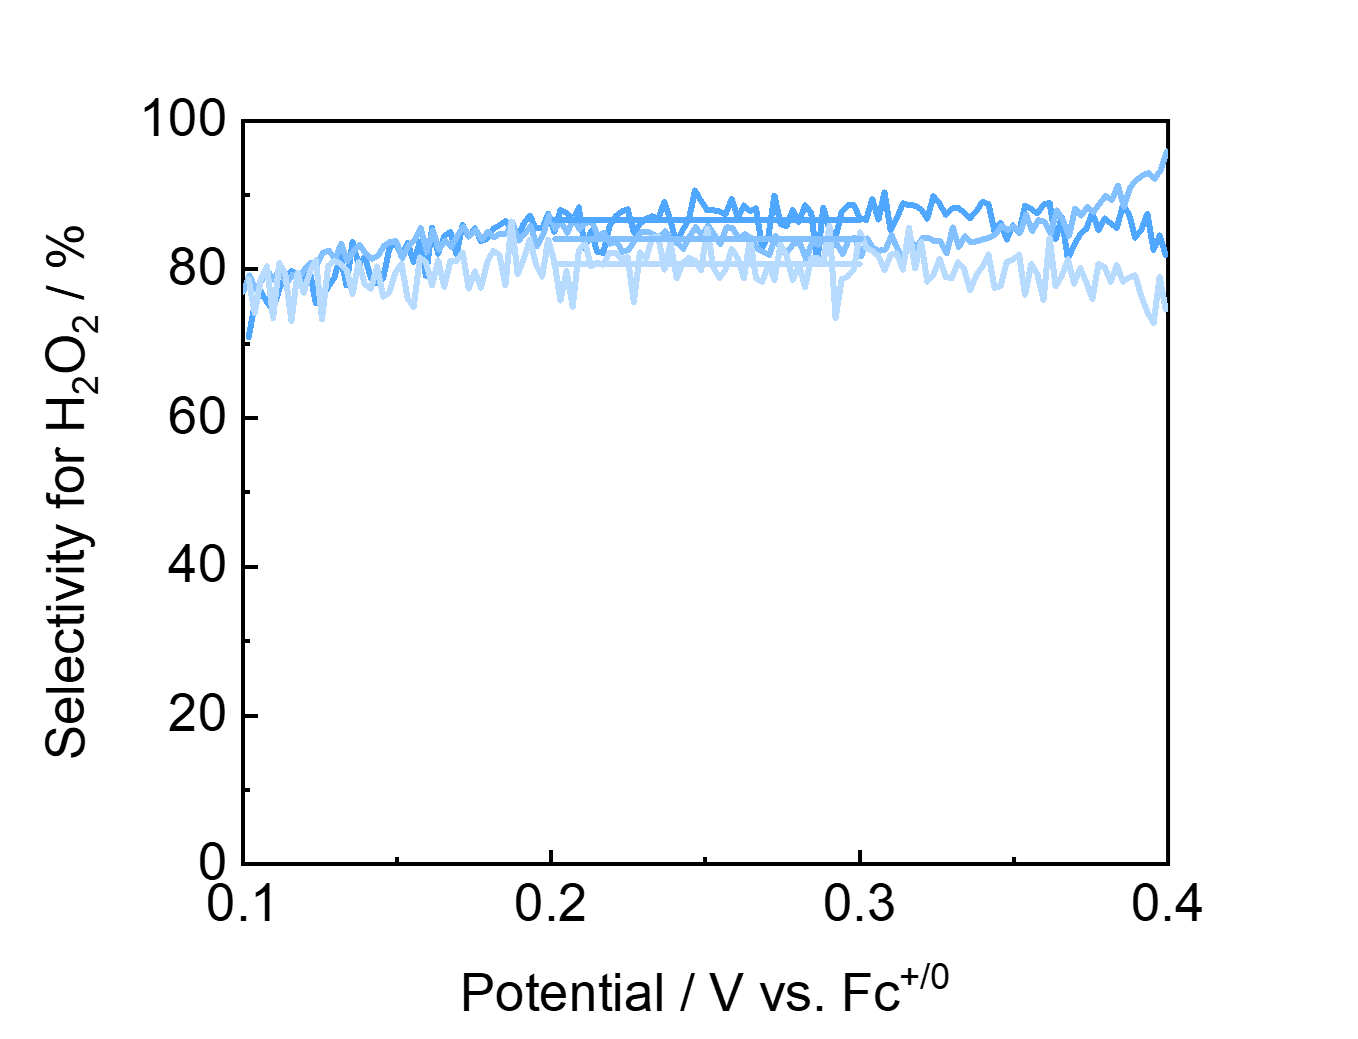 100
80
60
40
20
0
0.1 0.2 0.3 0.4
Selectivity for H₂O₂ / %
Potential / V vs. Fc⁺/⁰